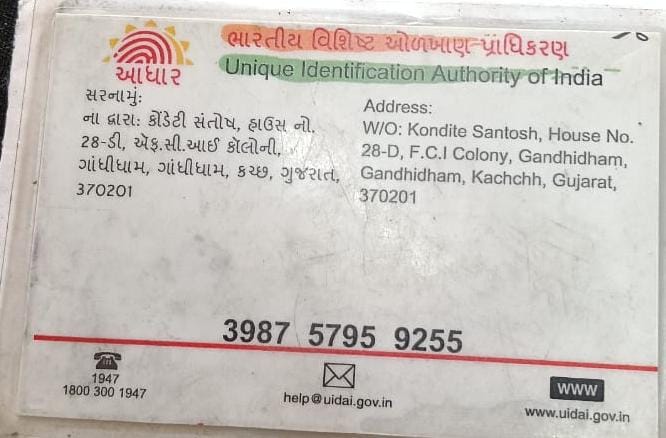 ભારતીય વિશિષ્ટ ઓળખાણ પ્રાધિકરણ
Unique Identification Authority of India
આધાર
સરનામું:
ના દ્વારા: કોંડેટી સંતોષ, હાઉસ નો.
28-ડી, એફ.સી.આઈ કોલોની,
ગાંધીધામ, ગાંધીધામ, કચ્છ, ગુજરાત,
370201
Address:
W/O: Kondite Santosh, House No.
28-D, F.C.I Colony, Gandhidham,
Gandhidham, Kachchh, Gujarat,
370201
3987 5795 9255
1947
1800 300 1947
help@uidai.gov.in
WWW
www.uidai.gov.in